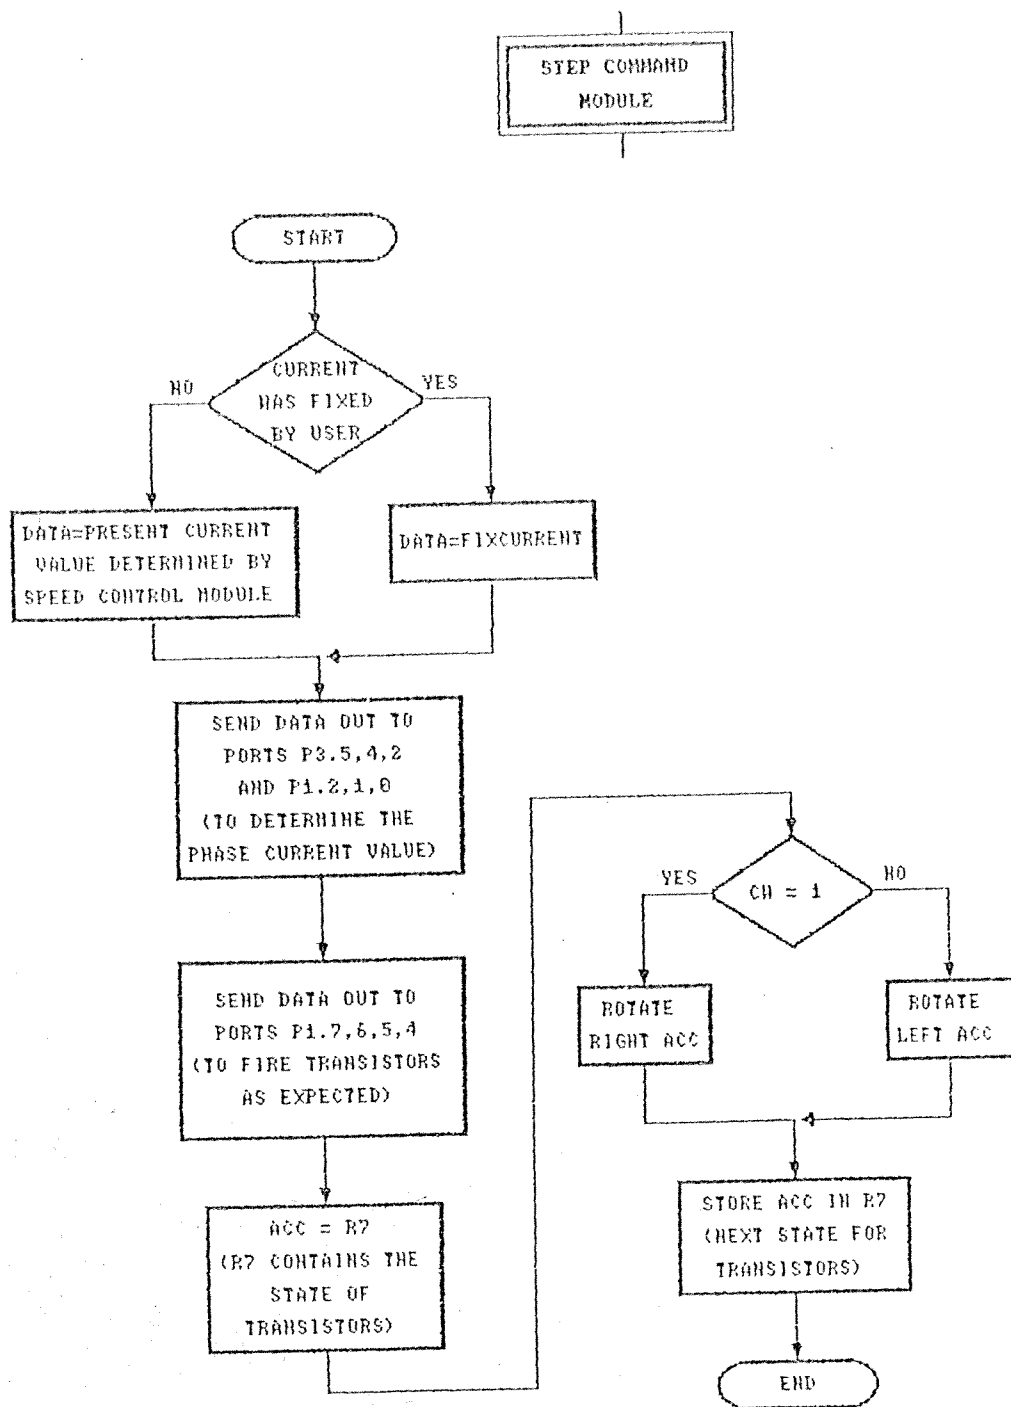 STEP COMMAND
MODULE
START
CURRENT
HAS FIXED
BY USER
NO
YES
DATA=PRESENT CURRENT
VALUE DETERMINED BY
SPEED CONTROL MODULE
DATA=FIXCURRENT
SEND DATA OUT TO
PORTS P3.5,4,2
AND P1.2,1,0
(TO DETERMINE THE
PHASE CURRENT VALUE)
SEND DATA OUT TO
PORTS P1.7,6,5,4
(TO FIRE TRANSISTORS
AS EXPECTED)
ACC = R7
(R7 CONTAINS THE
STATE OF
TRANSISTORS)
YES
CW = 1
NO
ROTATE
RIGHT ACC
ROTATE
LEFT ACC
STORE ACC IN R7
(NEXT STATE FOR
TRANSISTORS)
END